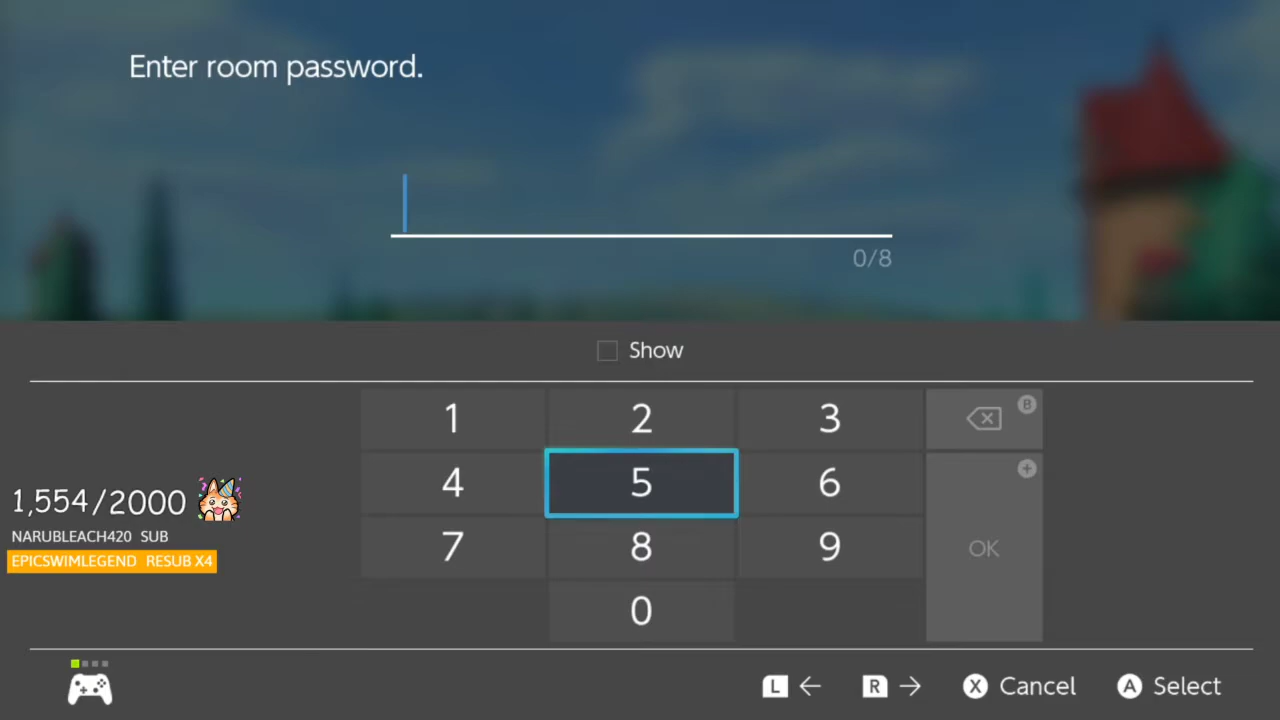 Enter room password.
0/8
Show
1 2 3 B
4 5 6 +
1,554/2000
NARUBLEACH420 SUB
EPICSWIMLEGEND RESUB X4
7 8 9 OK
0
L ← R → X Cancel A Select